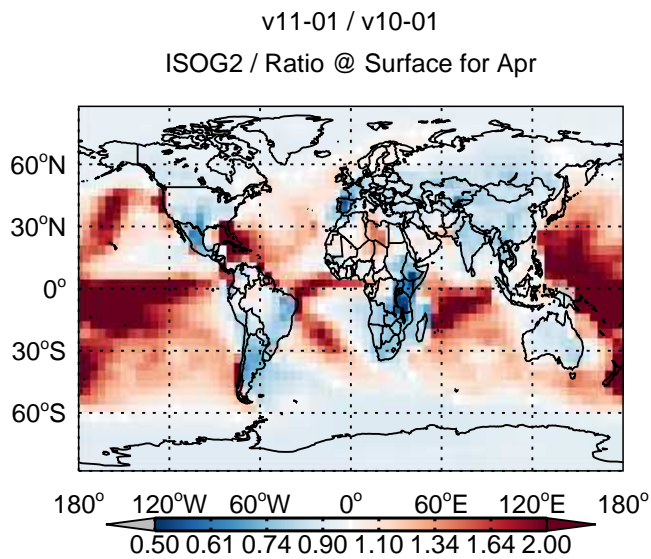 v11-01 / v10-01
ISOG2 / Ratio @ Surface for Apr
60°N
30°N
0°
30°S
60°S
180° 120°W 60°W 0° 60°E 120°E 180°
0.50 0.61 0.74 0.90 1.10 1.34 1.64 2.00